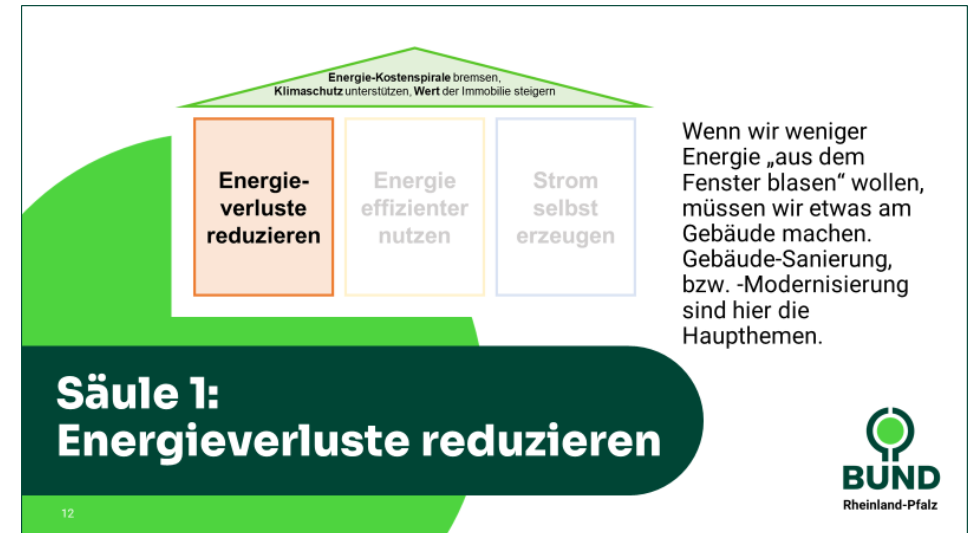 Energie-Kostenspirale bremsen,
Klimaschutz unterstützen, Wert der Immobilie steigern
Energie-
verluste
reduzieren
Energie
effizienter
nutzen
Strom
selbst
erzeugen
Wenn wir weniger
Energie „aus dem
Fenster blasen“ wollen,
müssen wir etwas am
Gebäude machen.
Gebäude-Sanierung,
bzw. -Modernisierung
sind hier die
Haupthemen.
Säule 1:
Energieverluste reduzieren
BUND
Rheinland-Pfalz
12